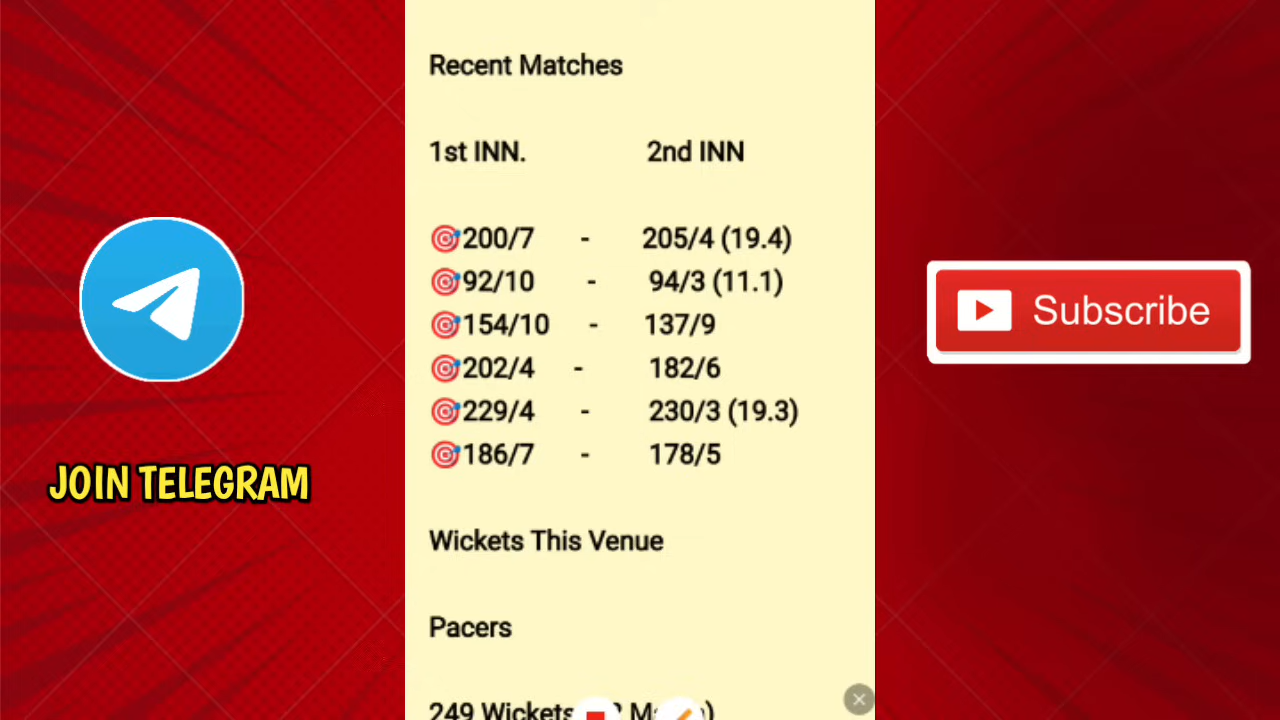 Recent Matches
1st INN. 2nd INN
200/7 - 205/4 (19.4)
92/10 - 94/3 (11.1)
154/10 - 137/9
202/4 - 182/6
229/4 - 230/3 (19.3)
186/7 - 178/5
Wickets This Venue
Pacers
249 Wickets
JOIN TELEGRAM
Subscribe